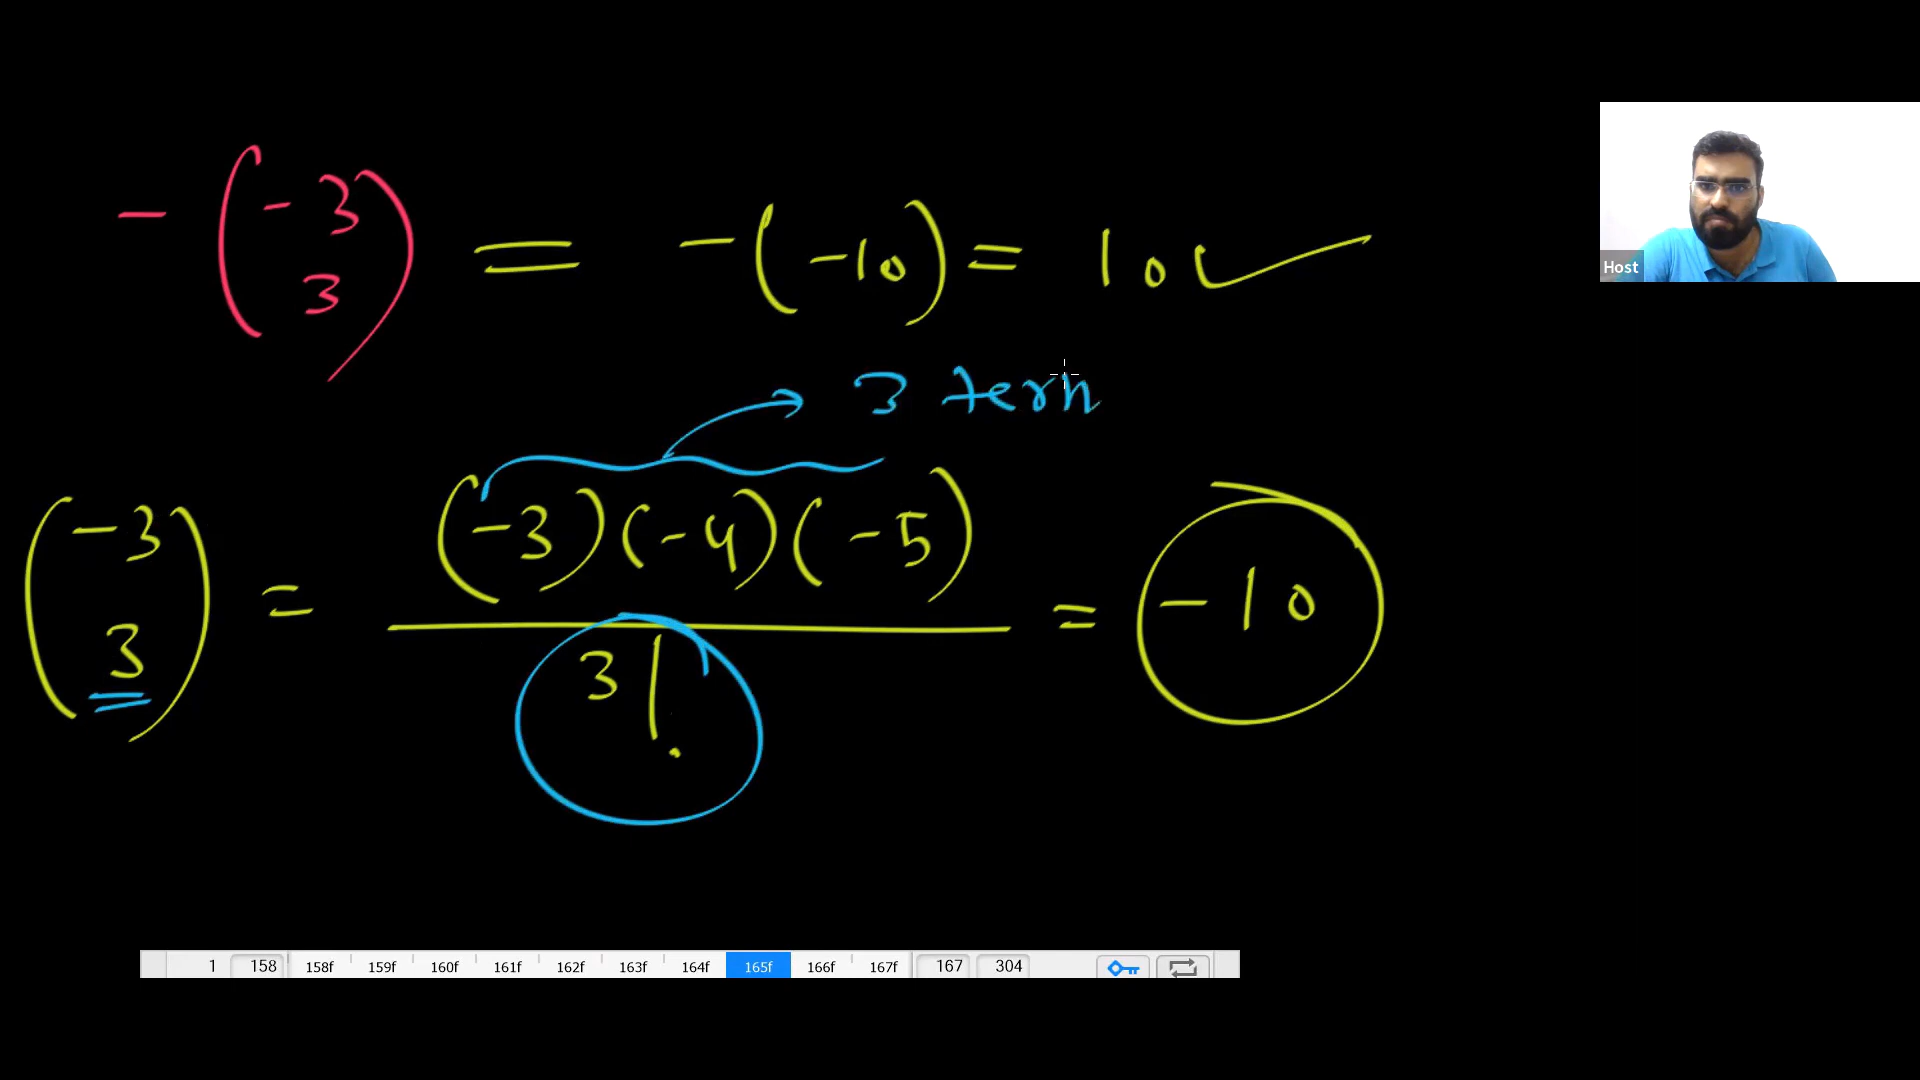 - (-3 3) = -(-10) = 10
3 term
(-3 3) = (-3)(-4)(-5) / 3! = -10
Host
1 158 158f 159f 160f 161f 162f 163f 164f 165f 166f 167f 167 304